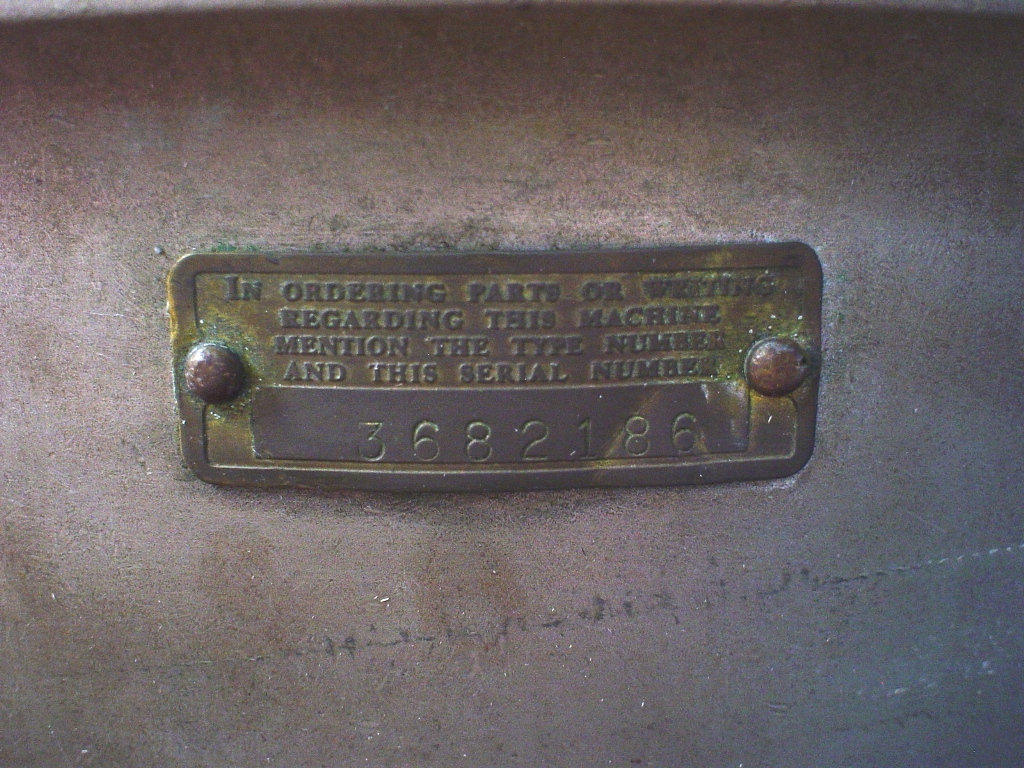 IN ORDERING PARTS OR WRITING
REGARDING THIS MACHINE
MENTION THE TYPE NUMBER
AND THIS SERIAL NUMBER
3682186